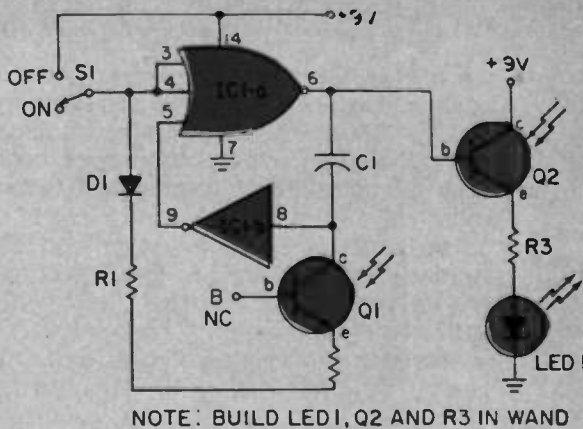 +9V
OFF
S1
ON
3
14
4
IC1-a
6
5
7
+9V
c
b
Q2
e
C1
D1
9
IC1-b
8
R1
c
B
NC
b
Q1
e
R3
LED 1
NOTE: BUILD LED1, Q2 AND R3 IN WAND